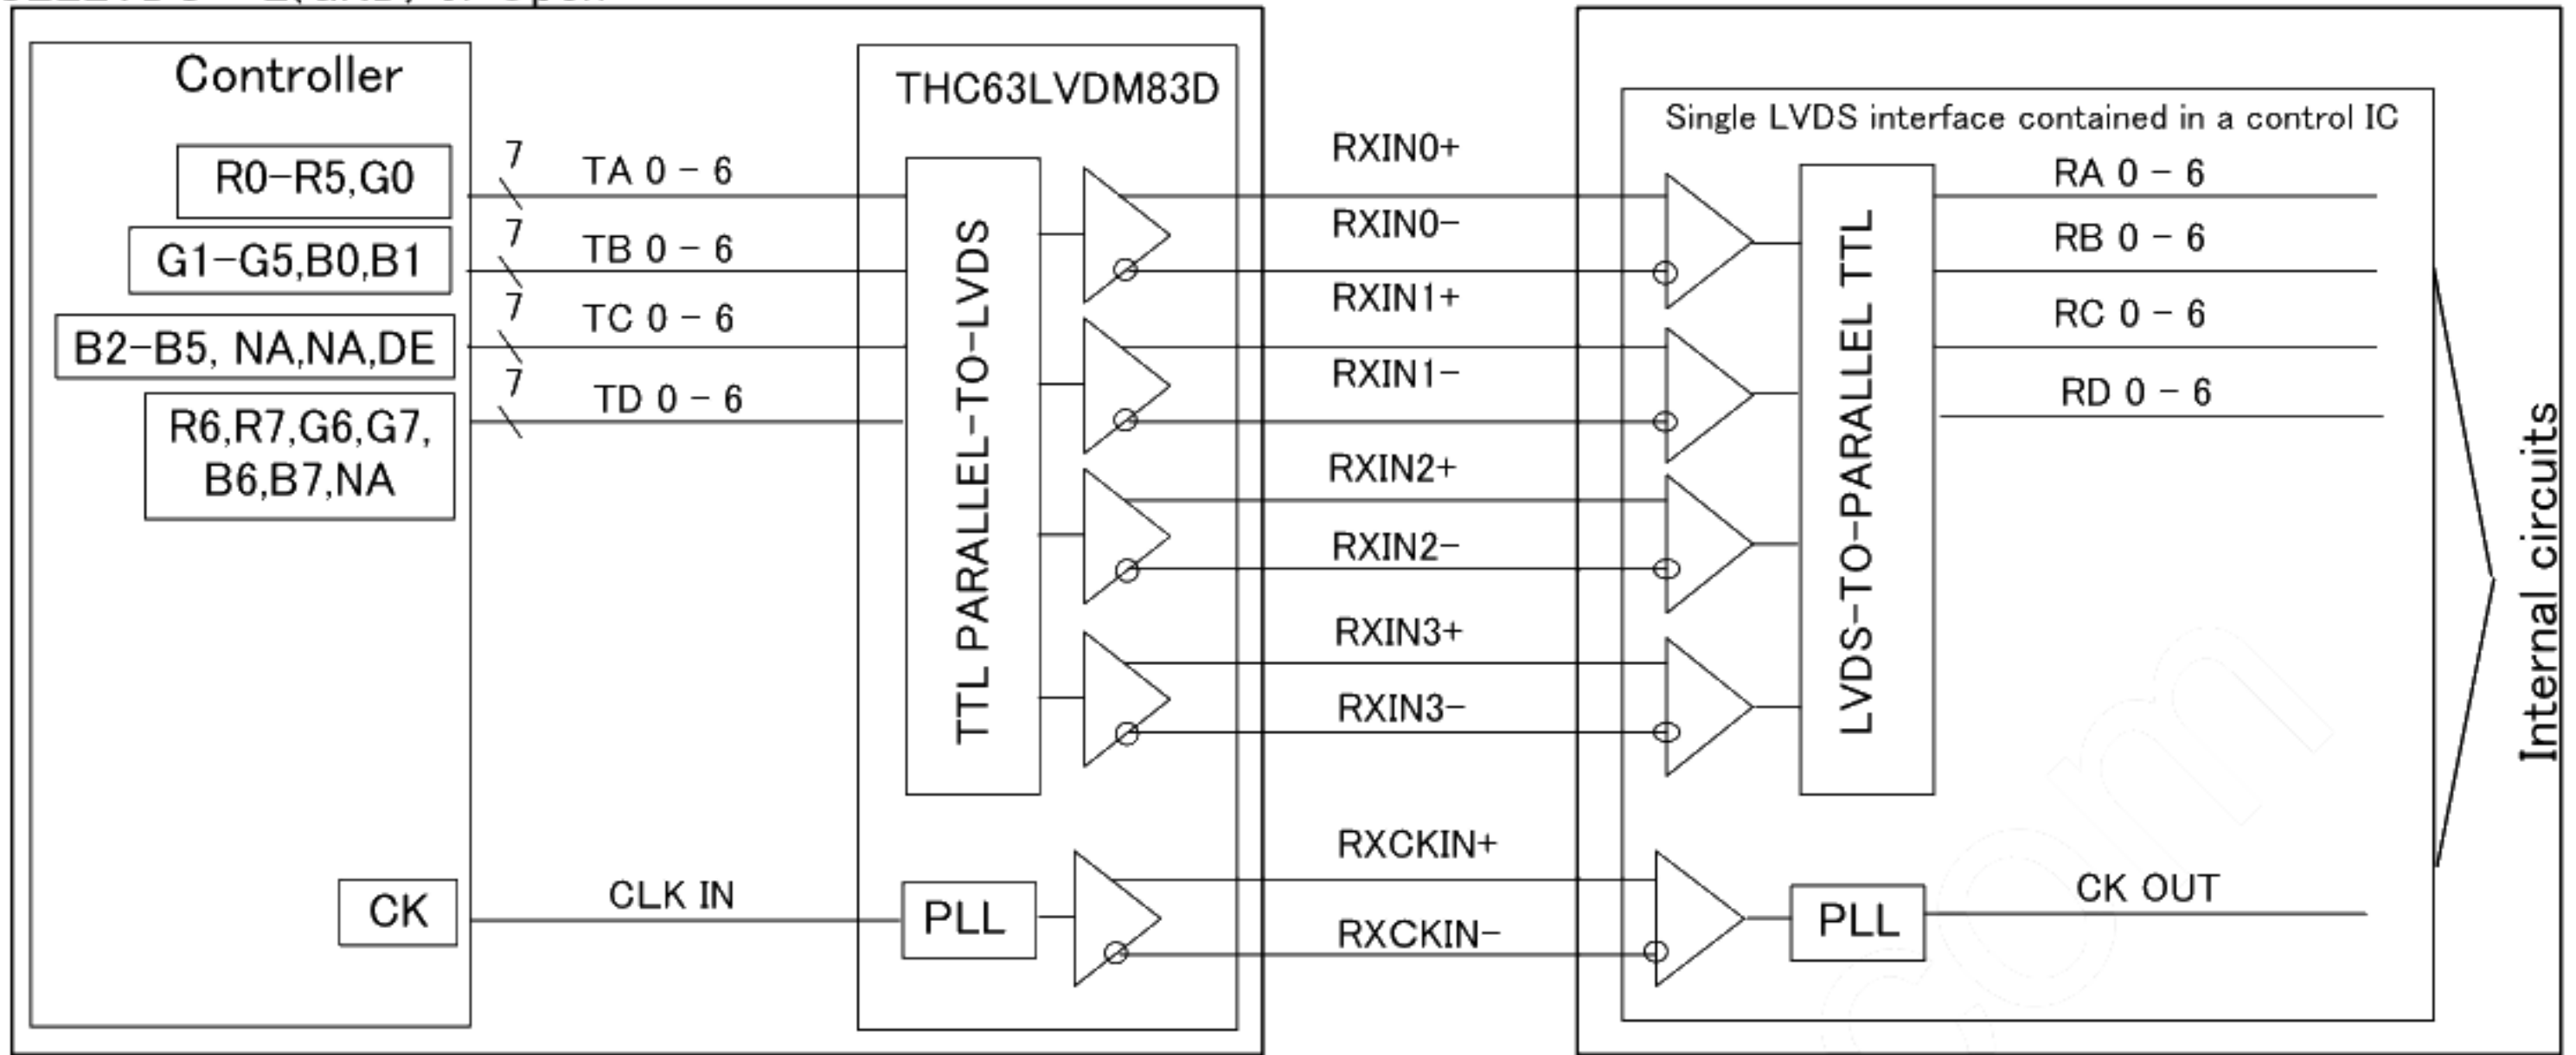 Controller
R0-R5,G0
G1-G5,B0,B1
B2-B5, NA,NA,DE
R6,R7,G6,G7,
B6,B7,NA
CK
7
TA 0 - 6
7
TB 0 - 6
7
TC 0 - 6
7
TD 0 - 6
CLK IN
THC63LVDM83D
TTL PARALLEL-TO-LVDS
PLL
RXIN0+
RXIN0-
RXIN1+
RXIN1-
RXIN2+
RXIN2-
RXIN3+
RXIN3-
RXCKIN+
RXCKIN-
Single LVDS interface contained in a control IC
LVDS-TO-PARALLEL TTL
PLL
RA 0 - 6
RB 0 - 6
RC 0 - 6
RD 0 - 6
CK OUT
Internal circuits
com